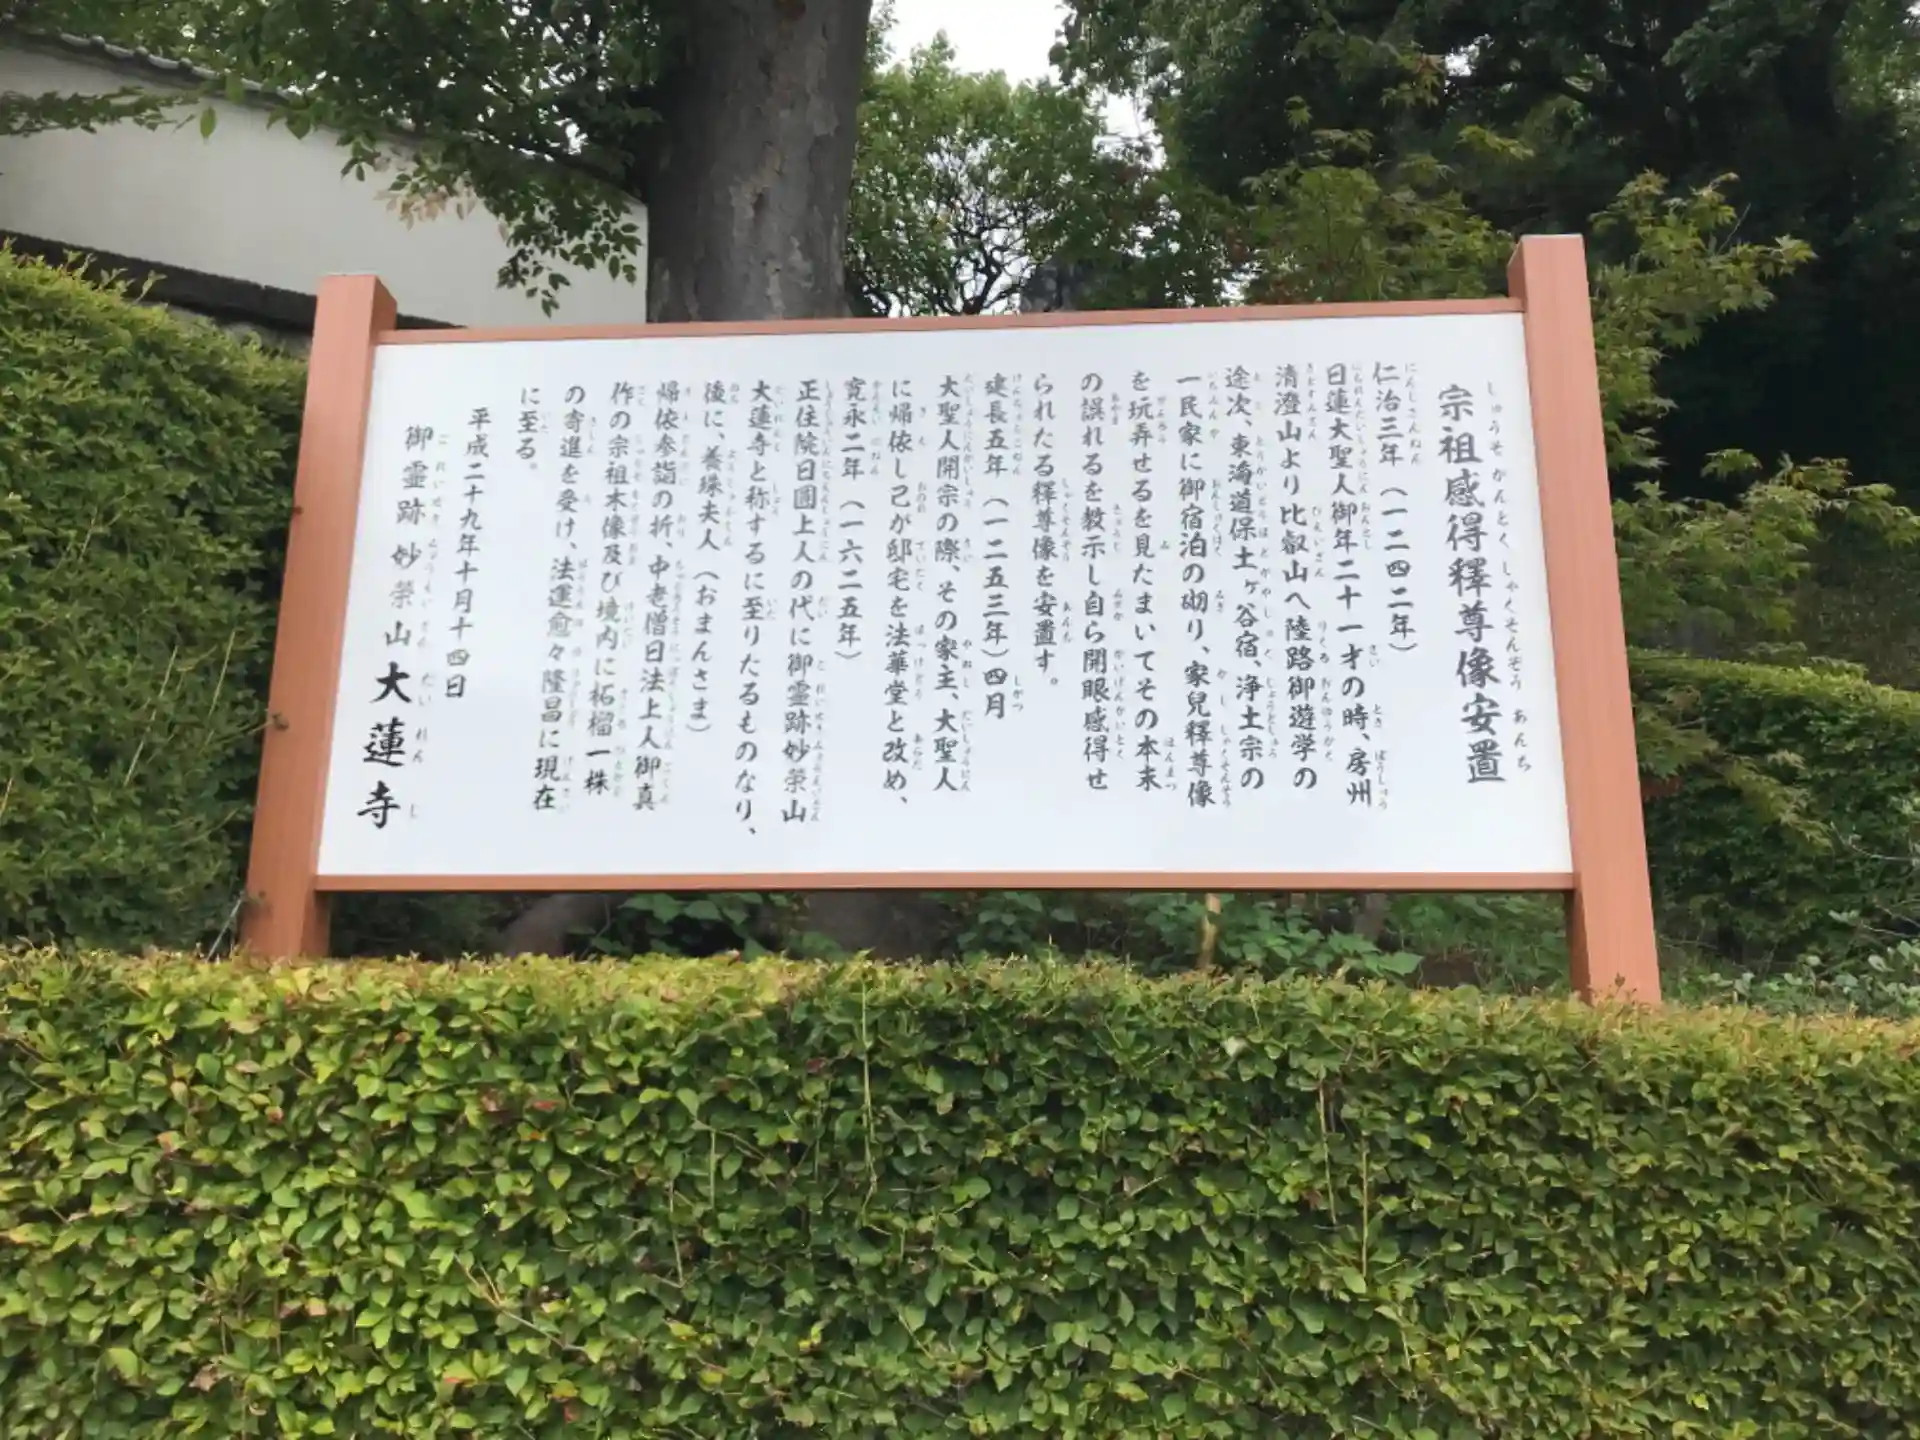 宗祖感得釋尊像安置
仁治三年(一二四二年)
日蓮大聖人御年二十一才の時、房州
清澄山より比叡山へ陸路御遊学の
途次、東海道保土ヶ谷宿、浄土宗の
一民家に御宿泊の砌り、家兒釋尊像
を玩弄せるを見たまいてその本末
の誤れるを教示し自ら開眼感得せ
られたる釋尊像を安置す。
建長五年(一二五三年)四月
大聖人開宗の際、その家主、大聖人
に帰依し己が邸宅を法華堂と改め、
寛永二年(一六二五年)
正住院日圓上人の代に御霊跡妙榮山
大蓮寺と称するに至りたるものなり、
後に、養珠夫人(おまんさま)
帰依参詣の折、中老僧日法上人御真
作の宗祖木像及び境内に柘榴一株
の寄進を受け、法運愈々隆昌に現在
に至る。
平成二十九年十月十四日
御霊跡 妙榮山 大蓮寺